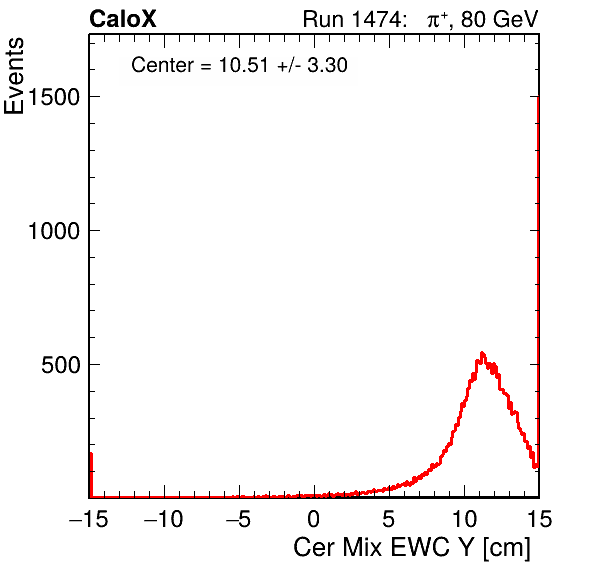 CaloX Run 1474: π⁺, 80 GeV
Center = 10.51 +/- 3.30
Events
1500
1000
500
−15 −10 −5 0 5 10 15
Cer Mix EWC Y [cm]